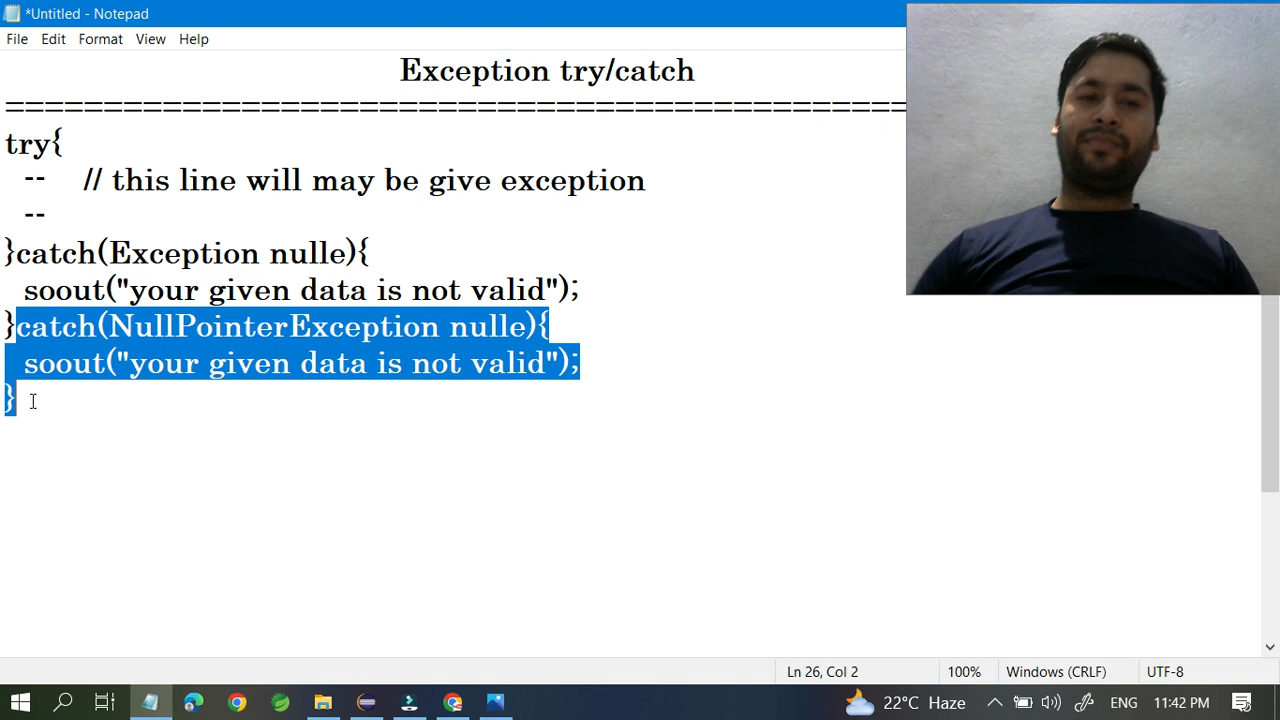 *Untitled - Notepad
File Edit Format View Help
Exception try/catch
==============================================
try{
-- // this line will may be give exception
--
}catch(Exception nulle){
soout("your given data is not valid");
}catch(NullPointerException nulle){
soout("your given data is not valid");
}
Ln 26, Col 2 100% Windows (CRLF) UTF-8
22°C Haze ENG 11:42 PM